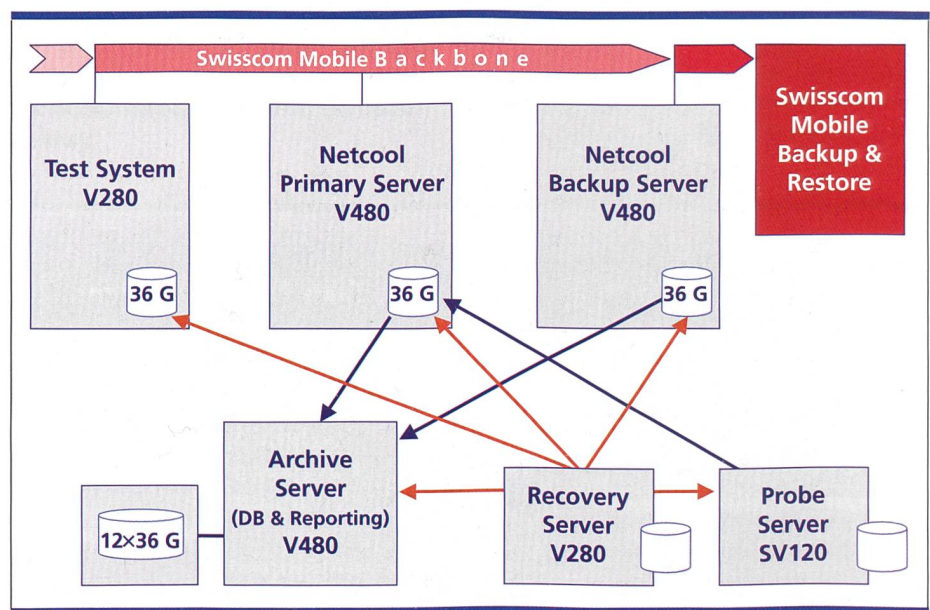 Swisscom Mobile Backbone
Swisscom
Mobile
Backup &
Restore
Test System
V280
36 G
Netcool
Primary Server
V480
36 G
Netcool
Backup Server
V480
36 G
Archive
Server
(DB & Reporting)
V480
12×36 G
Recovery
Server
V280
Probe
Server
SV120